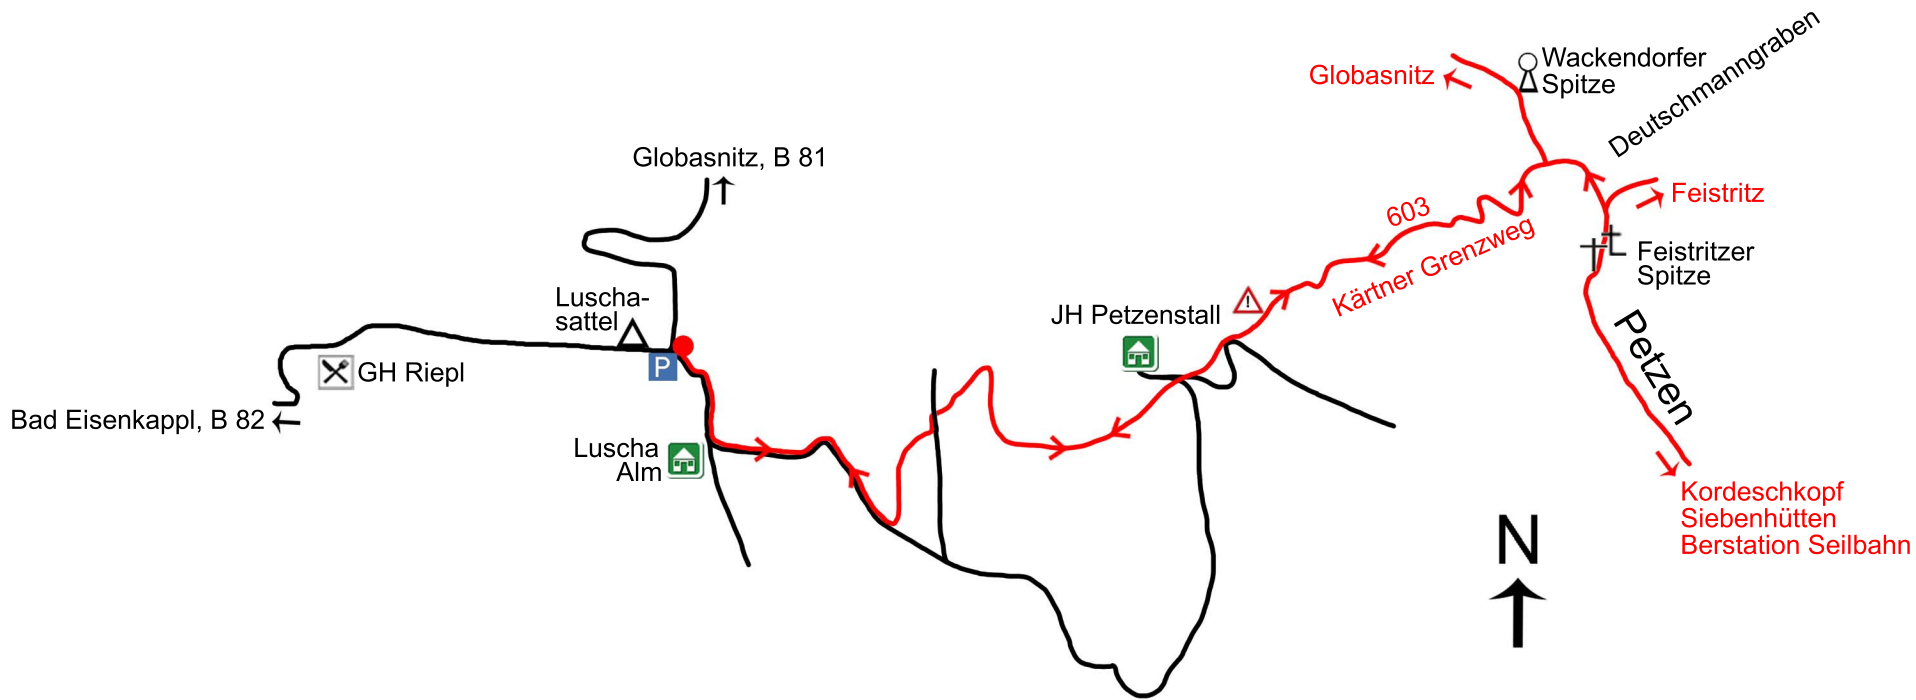 Wackendorfer
Spitze
Globasnitz
Deutschmanngraben
Globasnitz, B 81
Feistritz
603
Kärtner Grenzweg
Feistritzer
Spitze
Luscha-
sattel
JH Petzenstall
!
P
GH Riepl
Petzen
Bad Eisenkappl, B 82
Luscha
Alm
Kordeschkopf
Siebenhütten
Berstation Seilbahn
N